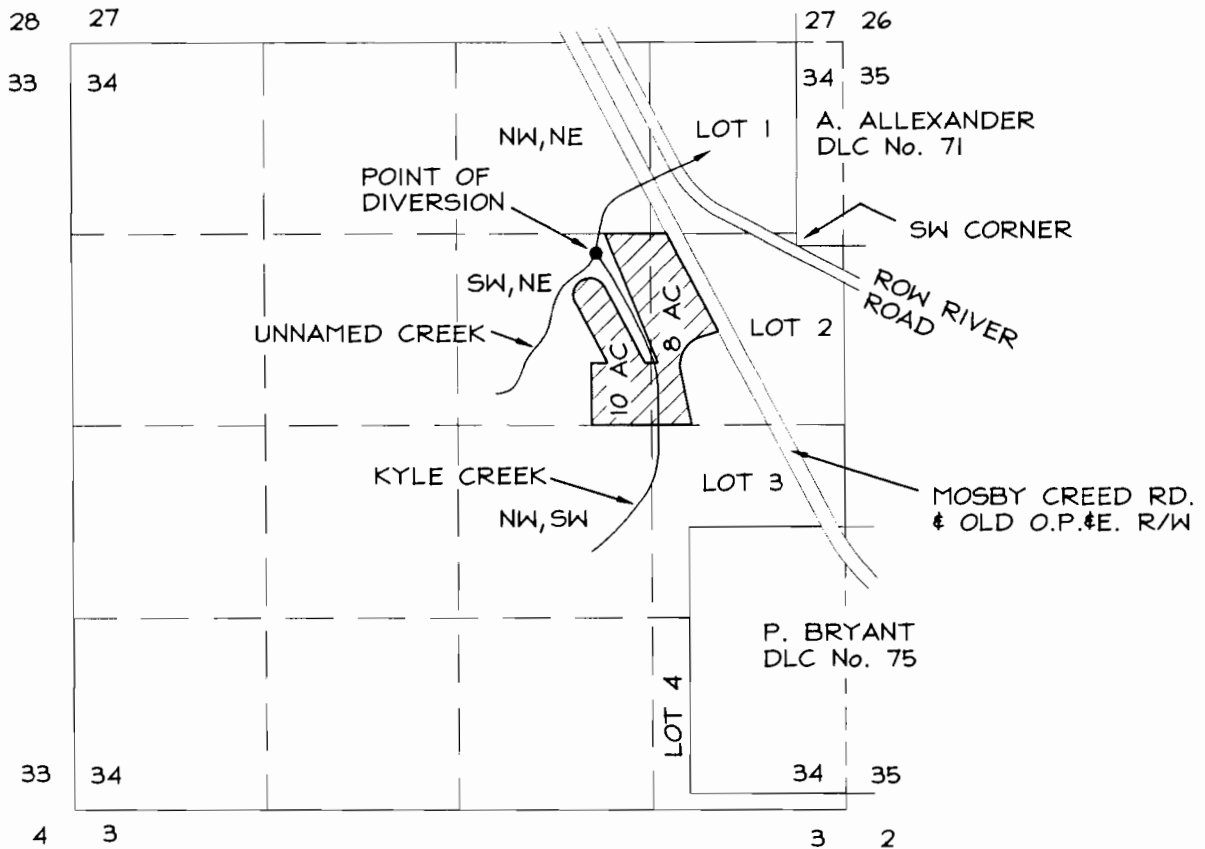 28 27 27 26
33 34 34 35
NW,NE
LOT 1
A. ALLEXANDER
DLC No. 71
POINT OF
DIVERSION
SW CORNER
SW,NE
UNNAMED CREEK
8 AC
10 AC
LOT 2
ROW RIVER
ROAD
KYLE CREEK
NW,SW
LOT 3
MOSBY CREED RD.
& OLD O.P.&E. R/W
P. BRYANT
DLC No. 75
LOT 4
33 34 34 35
4 3 3 2